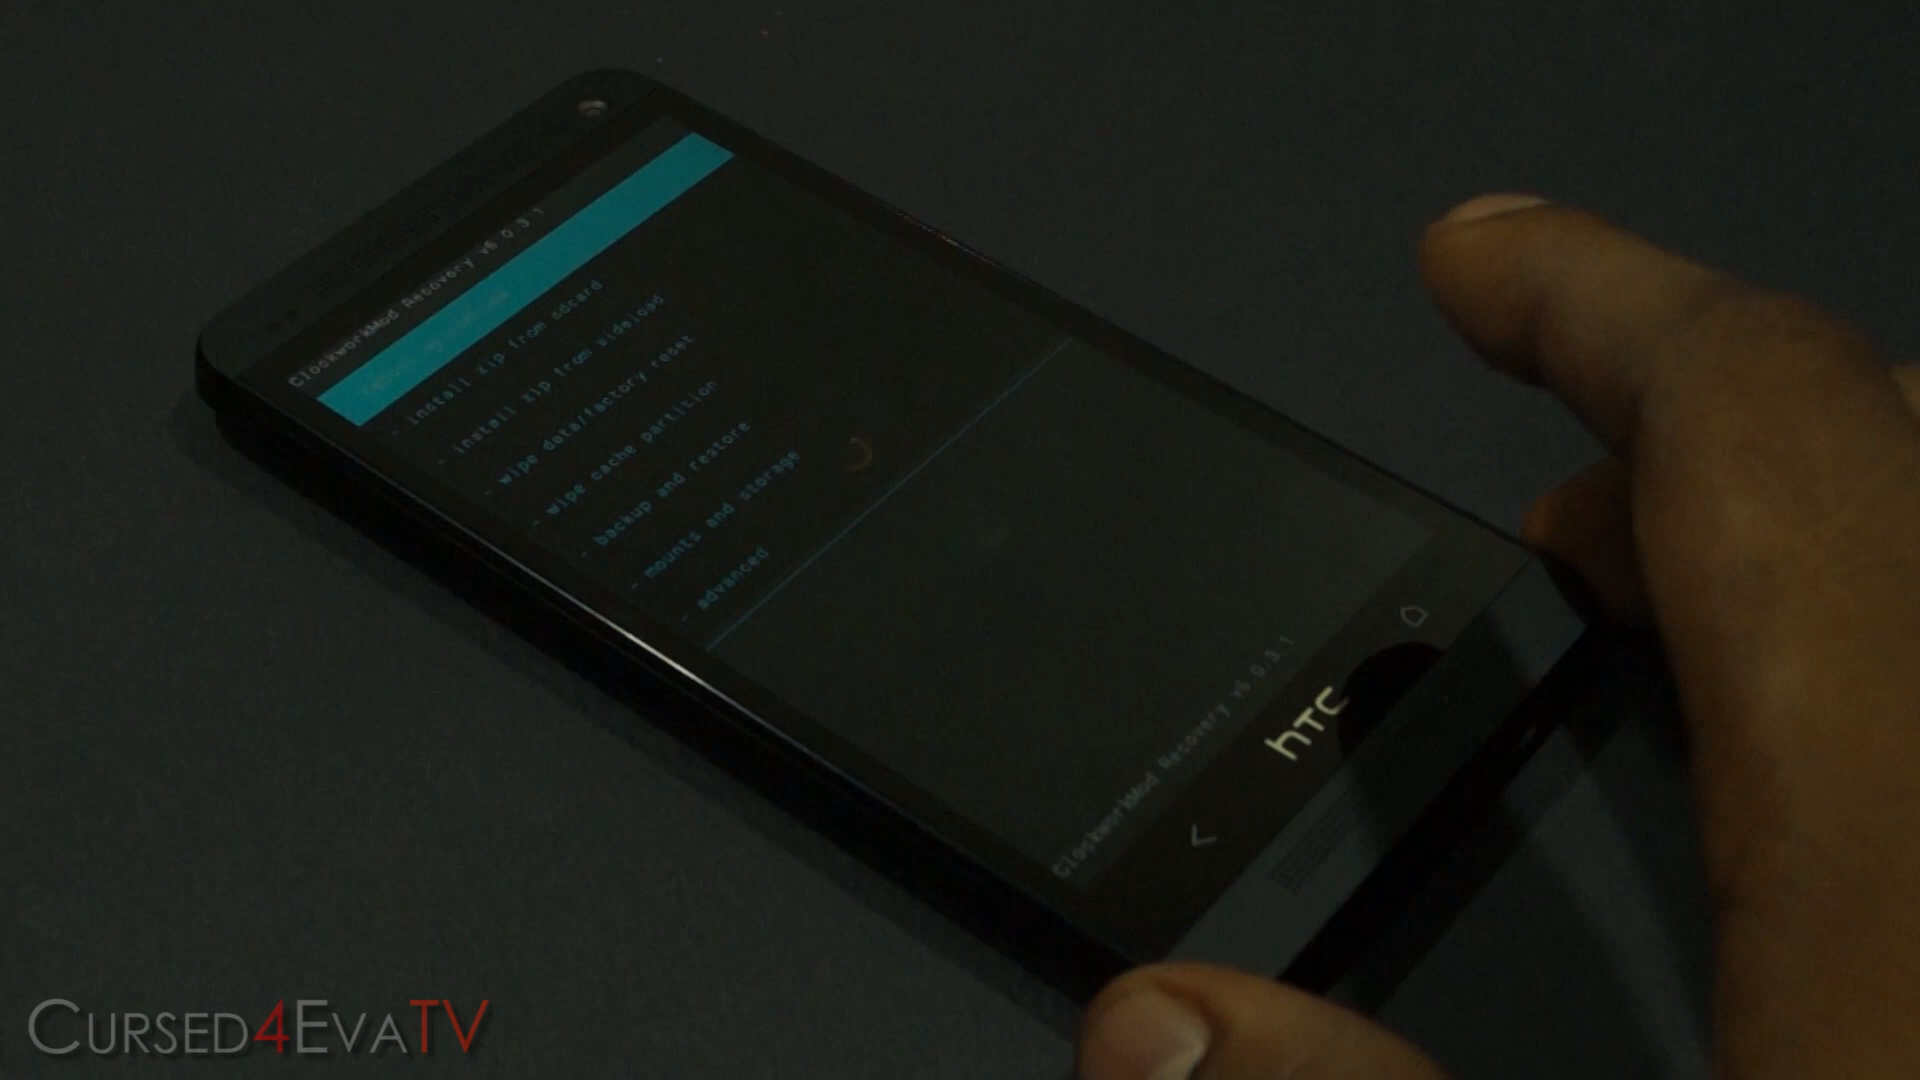 ClockworkMod Recovery v6.0.3.1
- install zip from sdcard
- install zip from sideload
- wipe data/factory reset
- wipe cache partition
- backup and restore
- mounts and storage
- advanced
ClockworkMod Recovery v6.0.3.1
hTC
CURSED4EVATV